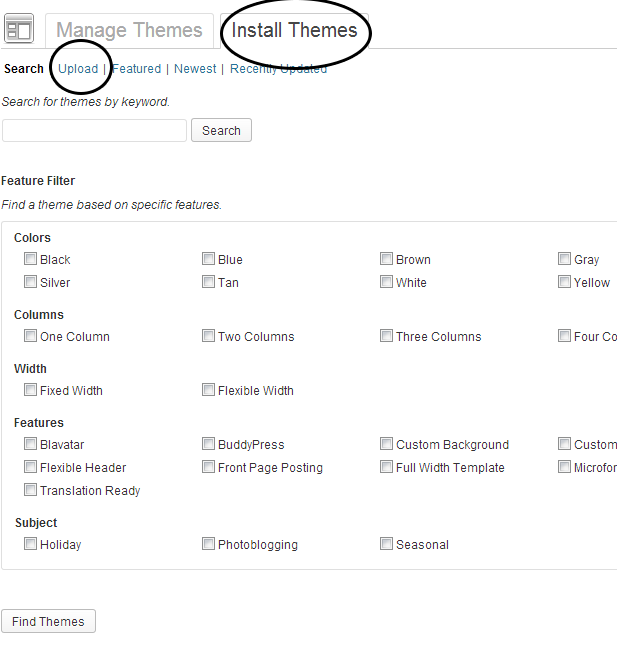 Manage Themes Install Themes
Search Upload | Featured | Newest | Recently Updated
Search for themes by keyword.
Search
Feature Filter
Find a theme based on specific features.
Colors
Black Blue Brown Gray
Silver Tan White Yellow
Columns
One Column Two Columns Three Columns Four Co
Width
Fixed Width Flexible Width
Features
Blavatar BuddyPress Custom Background Custom
Flexible Header Front Page Posting Full Width Template Microfor
Translation Ready
Subject
Holiday Photoblogging Seasonal
Find Themes